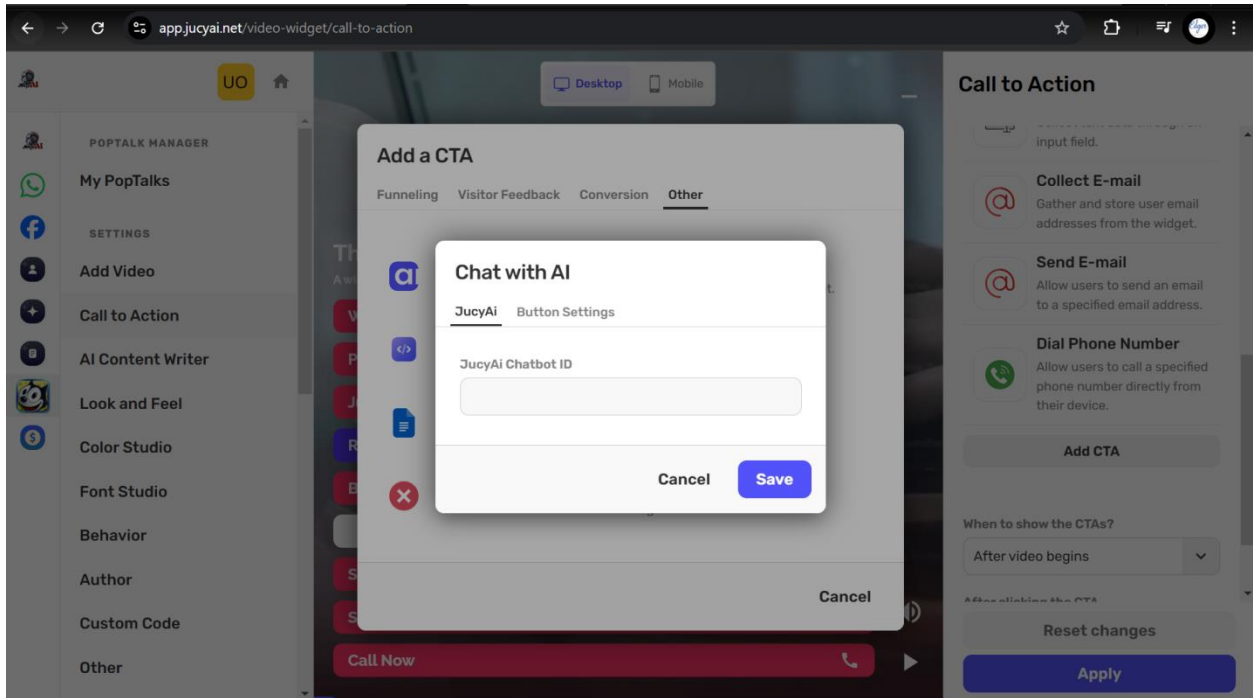 app.jucyai.net/video-widget/call-to-action
UO
Desktop
Mobile
POPTALK MANAGER
My PopTalks
SETTINGS
Add Video
Call to Action
AI Content Writer
Look and Feel
Color Studio
Font Studio
Behavior
Author
Custom Code
Other
Add a CTA
Funneling
Visitor Feedback
Conversion
Other
Chat with AI
JucyAi
Button Settings
JucyAi Chatbot ID
Cancel
Save
Cancel
Call Now
Call to Action
input field.
Collect E-mail
Gather and store user email
addresses from the widget.
Send E-mail
Allow users to send an email
to a specified email address.
Dial Phone Number
Allow users to call a specified
phone number directly from
their device.
Add CTA
When to show the CTAs?
After video begins
After clicking the CTA
Reset changes
Apply